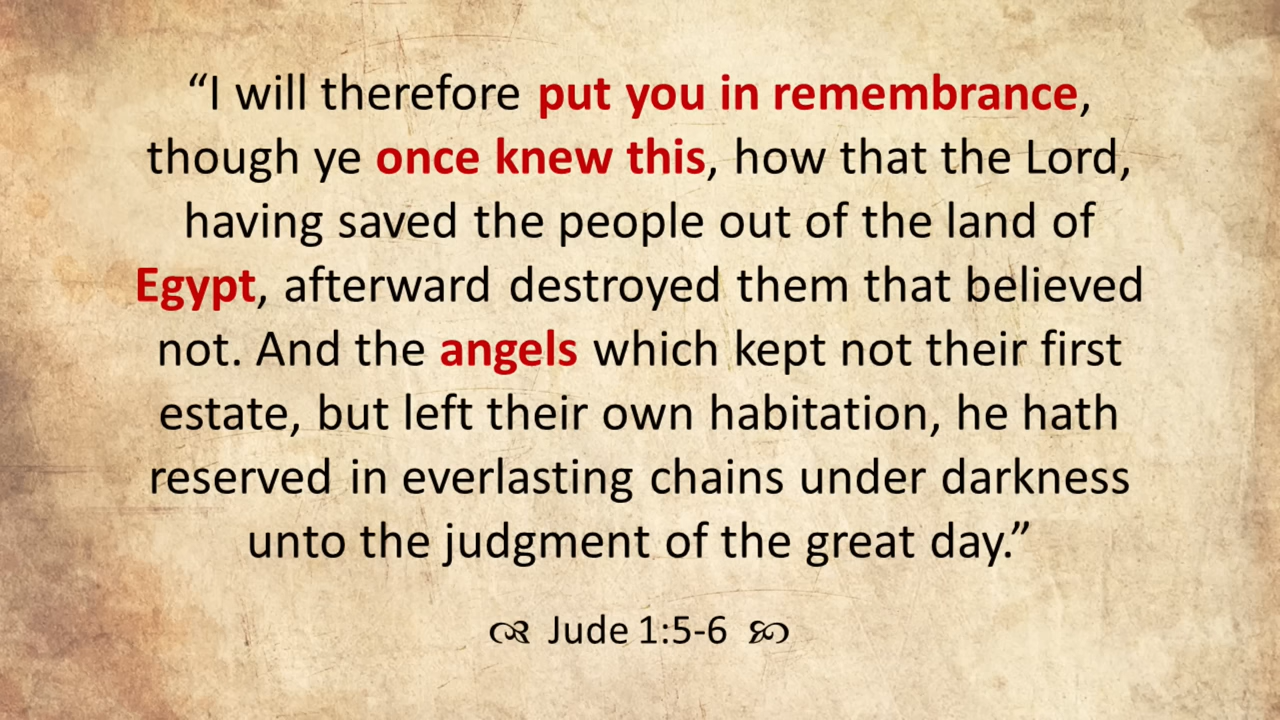 “I will therefore put you in remembrance,
though ye once knew this, how that the Lord,
having saved the people out of the land of
Egypt, afterward destroyed them that believed
not. And the angels which kept not their first
estate, but left their own habitation, he hath
reserved in everlasting chains under darkness
unto the judgment of the great day.”
Jude 1:5-6